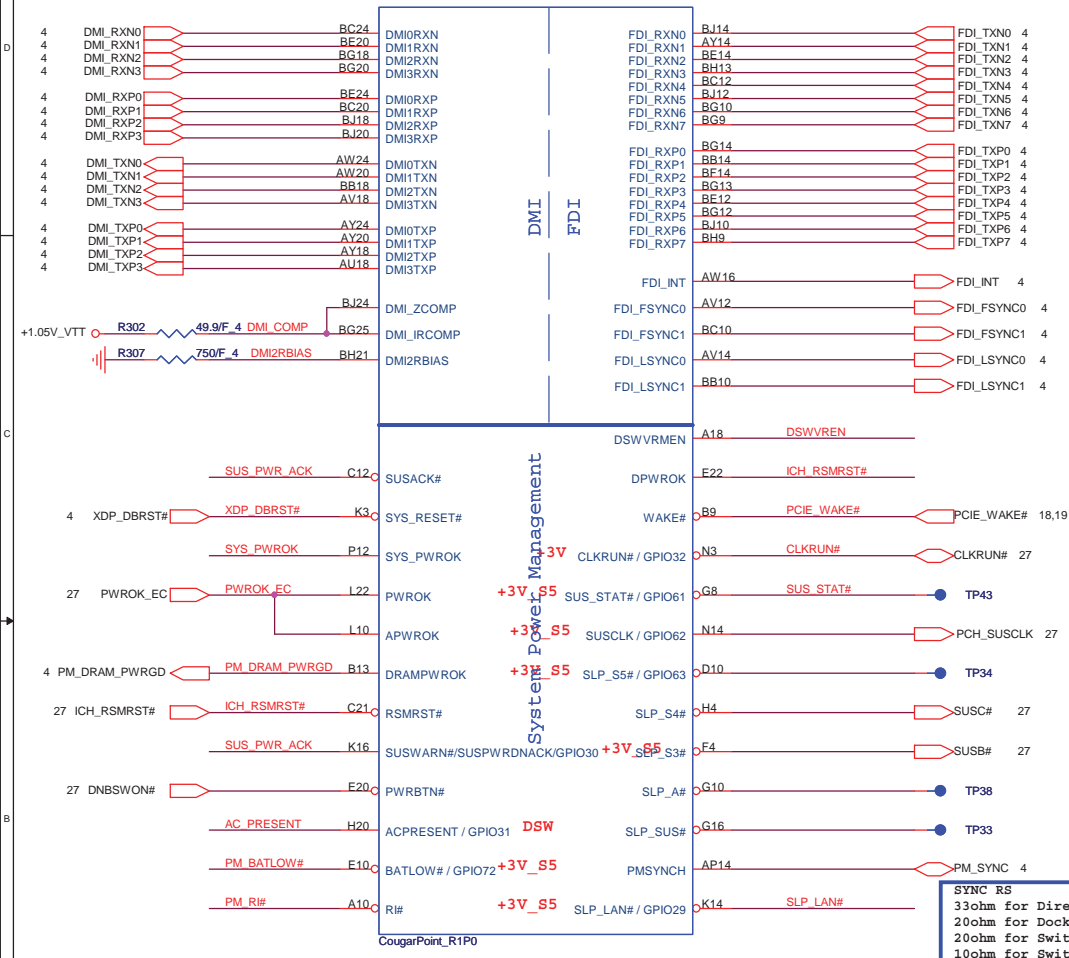 D
4 DMI_RXN0 BC24 DMI0RXN FDI_RXN0 BJ14 FDI_TXN0 4
4 DMI_RXN1 BE20 DMI1RXN FDI_RXN1 AY14 FDI_TXN1 4
4 DMI_RXN2 BG18 DMI2RXN FDI_RXN2 BE14 FDI_TXN2 4
4 DMI_RXN3 BG20 DMI3RXN FDI_RXN3 BH13 FDI_TXN3 4
FDI_RXN4 BC12 FDI_TXN4 4
4 DMI_RXP0 BE24 DMI0RXP FDI_RXN5 BJ12 FDI_TXN5 4
4 DMI_RXP1 BC20 DMI1RXP FDI_RXN6 BG10 FDI_TXN6 4
4 DMI_RXP2 BJ18 DMI2RXP FDI_RXN7 BG9 FDI_TXN7 4
4 DMI_RXP3 BJ20 DMI3RXP
FDI_RXP0 BG14 FDI_TXP0 4
4 DMI_TXN0 AW24 DMI0TXN FDI_RXP1 BB14 FDI_TXP1 4
4 DMI_TXN1 AW20 DMI1TXN FDI_RXP2 BF14 FDI_TXP2 4
4 DMI_TXN2 BB18 DMI2TXN FDI_RXP3 BG13 FDI_TXP3 4
4 DMI_TXN3 AV18 DMI3TXN FDI_RXP4 BE12 FDI_TXP4 4
FDI_RXP5 BG12 FDI_TXP5 4
4 DMI_TXP0 AY24 DMI0TXP FDI_RXP6 BJ10 FDI_TXP6 4
4 DMI_TXP1 AY20 DMI1TXP FDI_RXP7 BH9 FDI_TXP7 4
4 DMI_TXP2 AY18 DMI2TXP
4 DMI_TXP3 AU18 DMI3TXP
DMI
FDI
FDI_INT AW16 FDI_INT 4
BJ24 DMI_ZCOMP FDI_FSYNC0 AV12 FDI_FSYNC0 4
+1.05V_VTT R302 49.9/F_4 DMI_COMP BG25 DMI_IRCOMP FDI_FSYNC1 BC10 FDI_FSYNC1 4
R307 750/F_4 DMI2RBIAS BH21 DMI2RBIAS FDI_LSYNC0 AV14 FDI_LSYNC0 4
FDI_LSYNC1 BB10 FDI_LSYNC1 4
C
System Power Management
DSWVRMEN A18 DSWVREN
SUS_PWR_ACK C12 SUSACK# DPWROK E22 ICH_RSMRST#
4 XDP_DBRST# XDP_DBRST# K3 SYS_RESET# WAKE# B9 PCIE_WAKE# PCIE_WAKE# 18,19
SYS_PWROK P12 SYS_PWROK +3V CLKRUN# / GPIO32 N3 CLKRUN# CLKRUN# 27
27 PWROK_EC PWROK_EC L22 PWROK +3V_S5 SUS_STAT# / GPIO61 G8 SUS_STAT# TP43
L10 APWROK +3V_S5 SUSCLK / GPIO62 N14 PCH_SUSCLK 27
4 PM_DRAM_PWRGD PM_DRAM_PWRGD B13 DRAMPWROK +3V_S5 SLP_S5# / GPIO63 D10 TP34
27 ICH_RSMRST# ICH_RSMRST# C21 RSMRST# SLP_S4# H4 SUSC# 27
SUS_PWR_ACK K16 SUSWARN#/SUSPWRDNACK/GPIO30 +3V_S5 SLP_S3# F4 SUSB# 27
27 DNBSWON# E20 PWRBTN# SLP_A# G10 TP38
B
AC_PRESENT H20 ACPRESENT / GPIO31 DSW SLP_SUS# G16 TP33
PM_BATLOW# E10 BATLOW# / GPIO72 +3V_S5 PMSYNCH AP14 PM_SYNC 4
PM_RI# A10 RI# +3V_S5 SLP_LAN# / GPIO29 K14 SLP_LAN#
CougarPoint_R1P0
SYNC RS
33ohm for Dire
20ohm for Dock
20ohm for Swit
10ohm for Swit